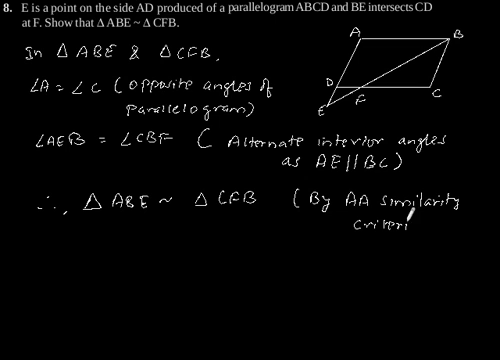 8. E is a point on the side AD produced of a parallelogram ABCD and BE intersects CD
at F. Show that Δ ABE ~ Δ CFB.
A
B
In Δ ABE & Δ CFB,
∠A = ∠C ( opposite angles of
parallelogram)
D
F
C
E
∠AEB = ∠CBF ( Alternate interior angles
as AE || BC )
∴, Δ ABE ~ Δ CFB ( By AA similarity
criteri